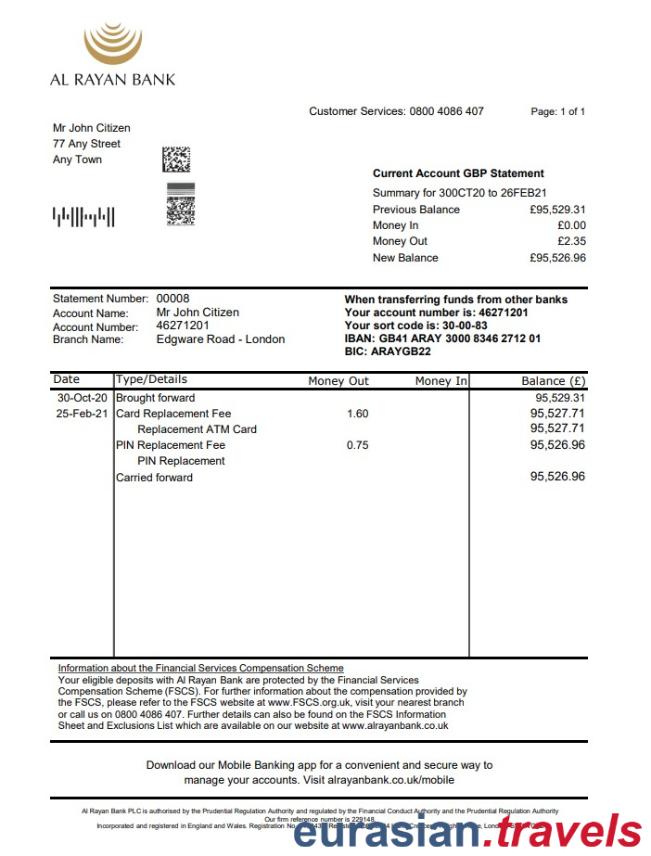 AL RAYAN BANK
Customer Services: 0800 4086 407 Page: 1 of 1
Mr John Citizen
77 Any Street
Any Town
Current Account GBP Statement
Summary for 30OCT20 to 26FEB21
Previous Balance £95,529.31
Money In £0.00
Money Out £2.35
New Balance £95,526.96
Statement Number: 00008
Account Name: Mr John Citizen
Account Number: 46271201
Branch Name: Edgware Road - London
When transferring funds from other banks
Your account number is: 46271201
Your sort code is: 30-00-83
IBAN: GB41 ARAY 3000 8346 2712 01
BIC: ARAYGB22
Date Type/Details Money Out Money In Balance (£)
30-Oct-20 Brought forward 95,529.31
25-Feb-21 Card Replacement Fee 1.60 95,527.71
Replacement ATM Card 95,527.71
PIN Replacement Fee 0.75 95,526.96
PIN Replacement
Carried forward 95,526.96
Information about the Financial Services Compensation Scheme
Your eligible deposits with Al Rayan Bank are protected by the Financial Services
Compensation Scheme (FSCS). For further information about the compensation provided by
the FSCS, please refer to the FSCS website at www.FSCS.org.uk, visit your nearest branch
or call us on 0800 4086 407. Further details can also be found on the FSCS Information
Sheet and Exclusions List which are available on our website at www.alrayanbank.co.uk
Download our Mobile Banking app for a convenient and secure way to
manage your accounts. Visit alrayanbank.co.uk/mobile
Al Rayan Bank PLC is authorised by the Prudential Regulation Authority and regulated by the Financial Conduct Authority and the Prudential Regulation Authority
Our firm reference number is 229148.
Incorporated and registered in England and Wales. Registration No
eurasian.travels